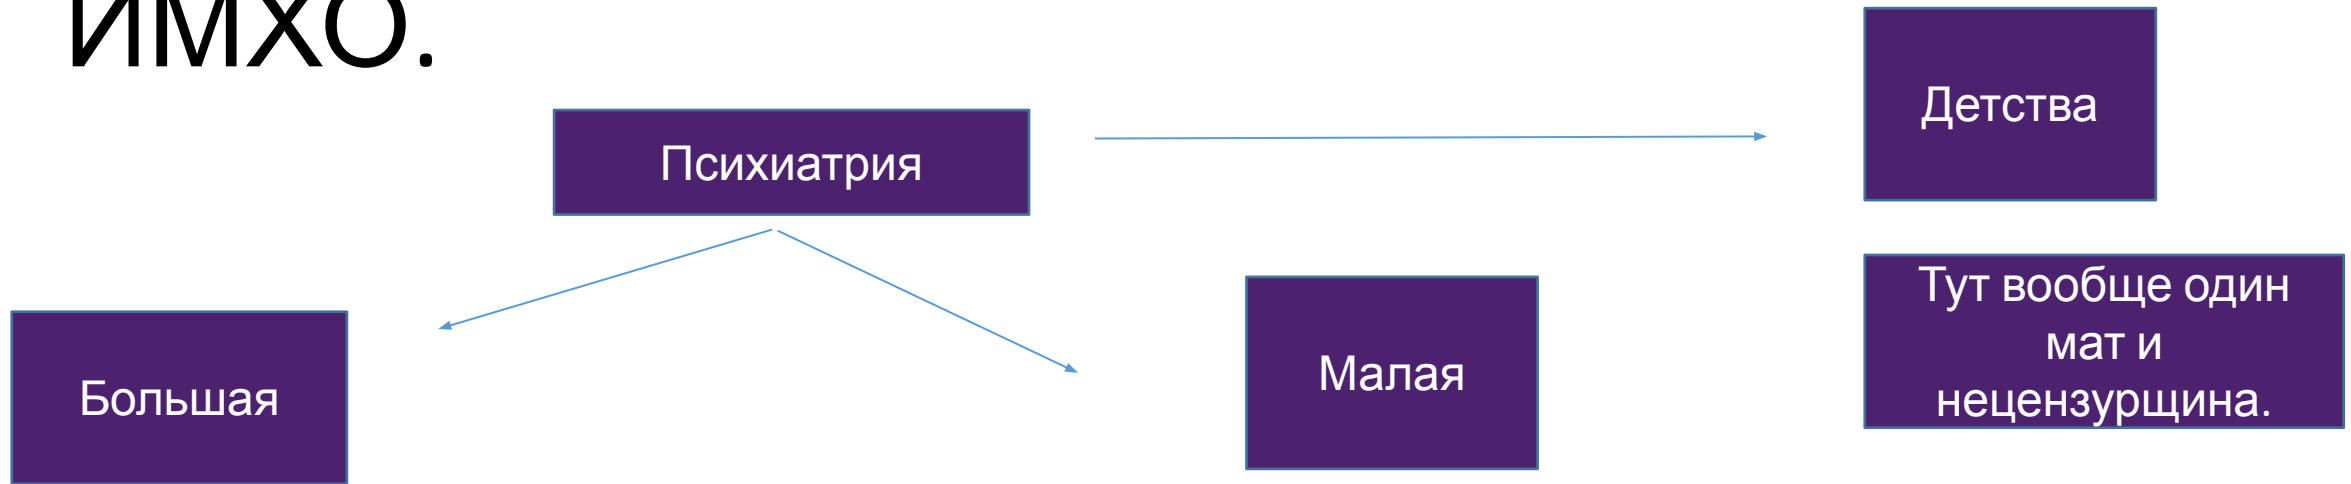 ИМХО.
Психиатрия
Детства
Большая
Малая
Тут вообще один
мат и
нецензурщина.